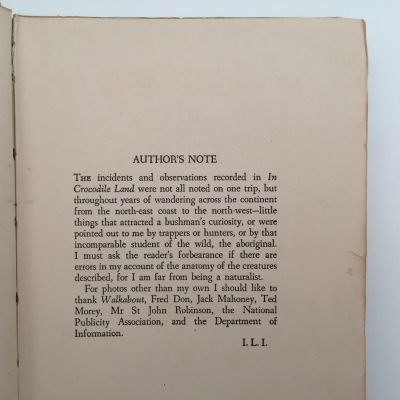 AUTHOR'S NOTE
THE incidents and observations recorded in In
Crocodile Land were not all noted on one trip, but
throughout years of wandering across the continent
from the north-east coast to the north-west—little
things that attracted a bushman's curiosity, or were
pointed out to me by trappers or hunters, or by that
incomparable student of the wild, the aboriginal.
I must ask the reader's forbearance if there are
errors in my account of the anatomy of the creatures
described, for I am far from being a naturalist.
For photos other than my own I should like to
thank Walkabout, Fred Don, Jack Mahoney, Ted
Morey, Mr St John Robinson, the National
Publicity Association, and the Department of
Information.
I. L. I.